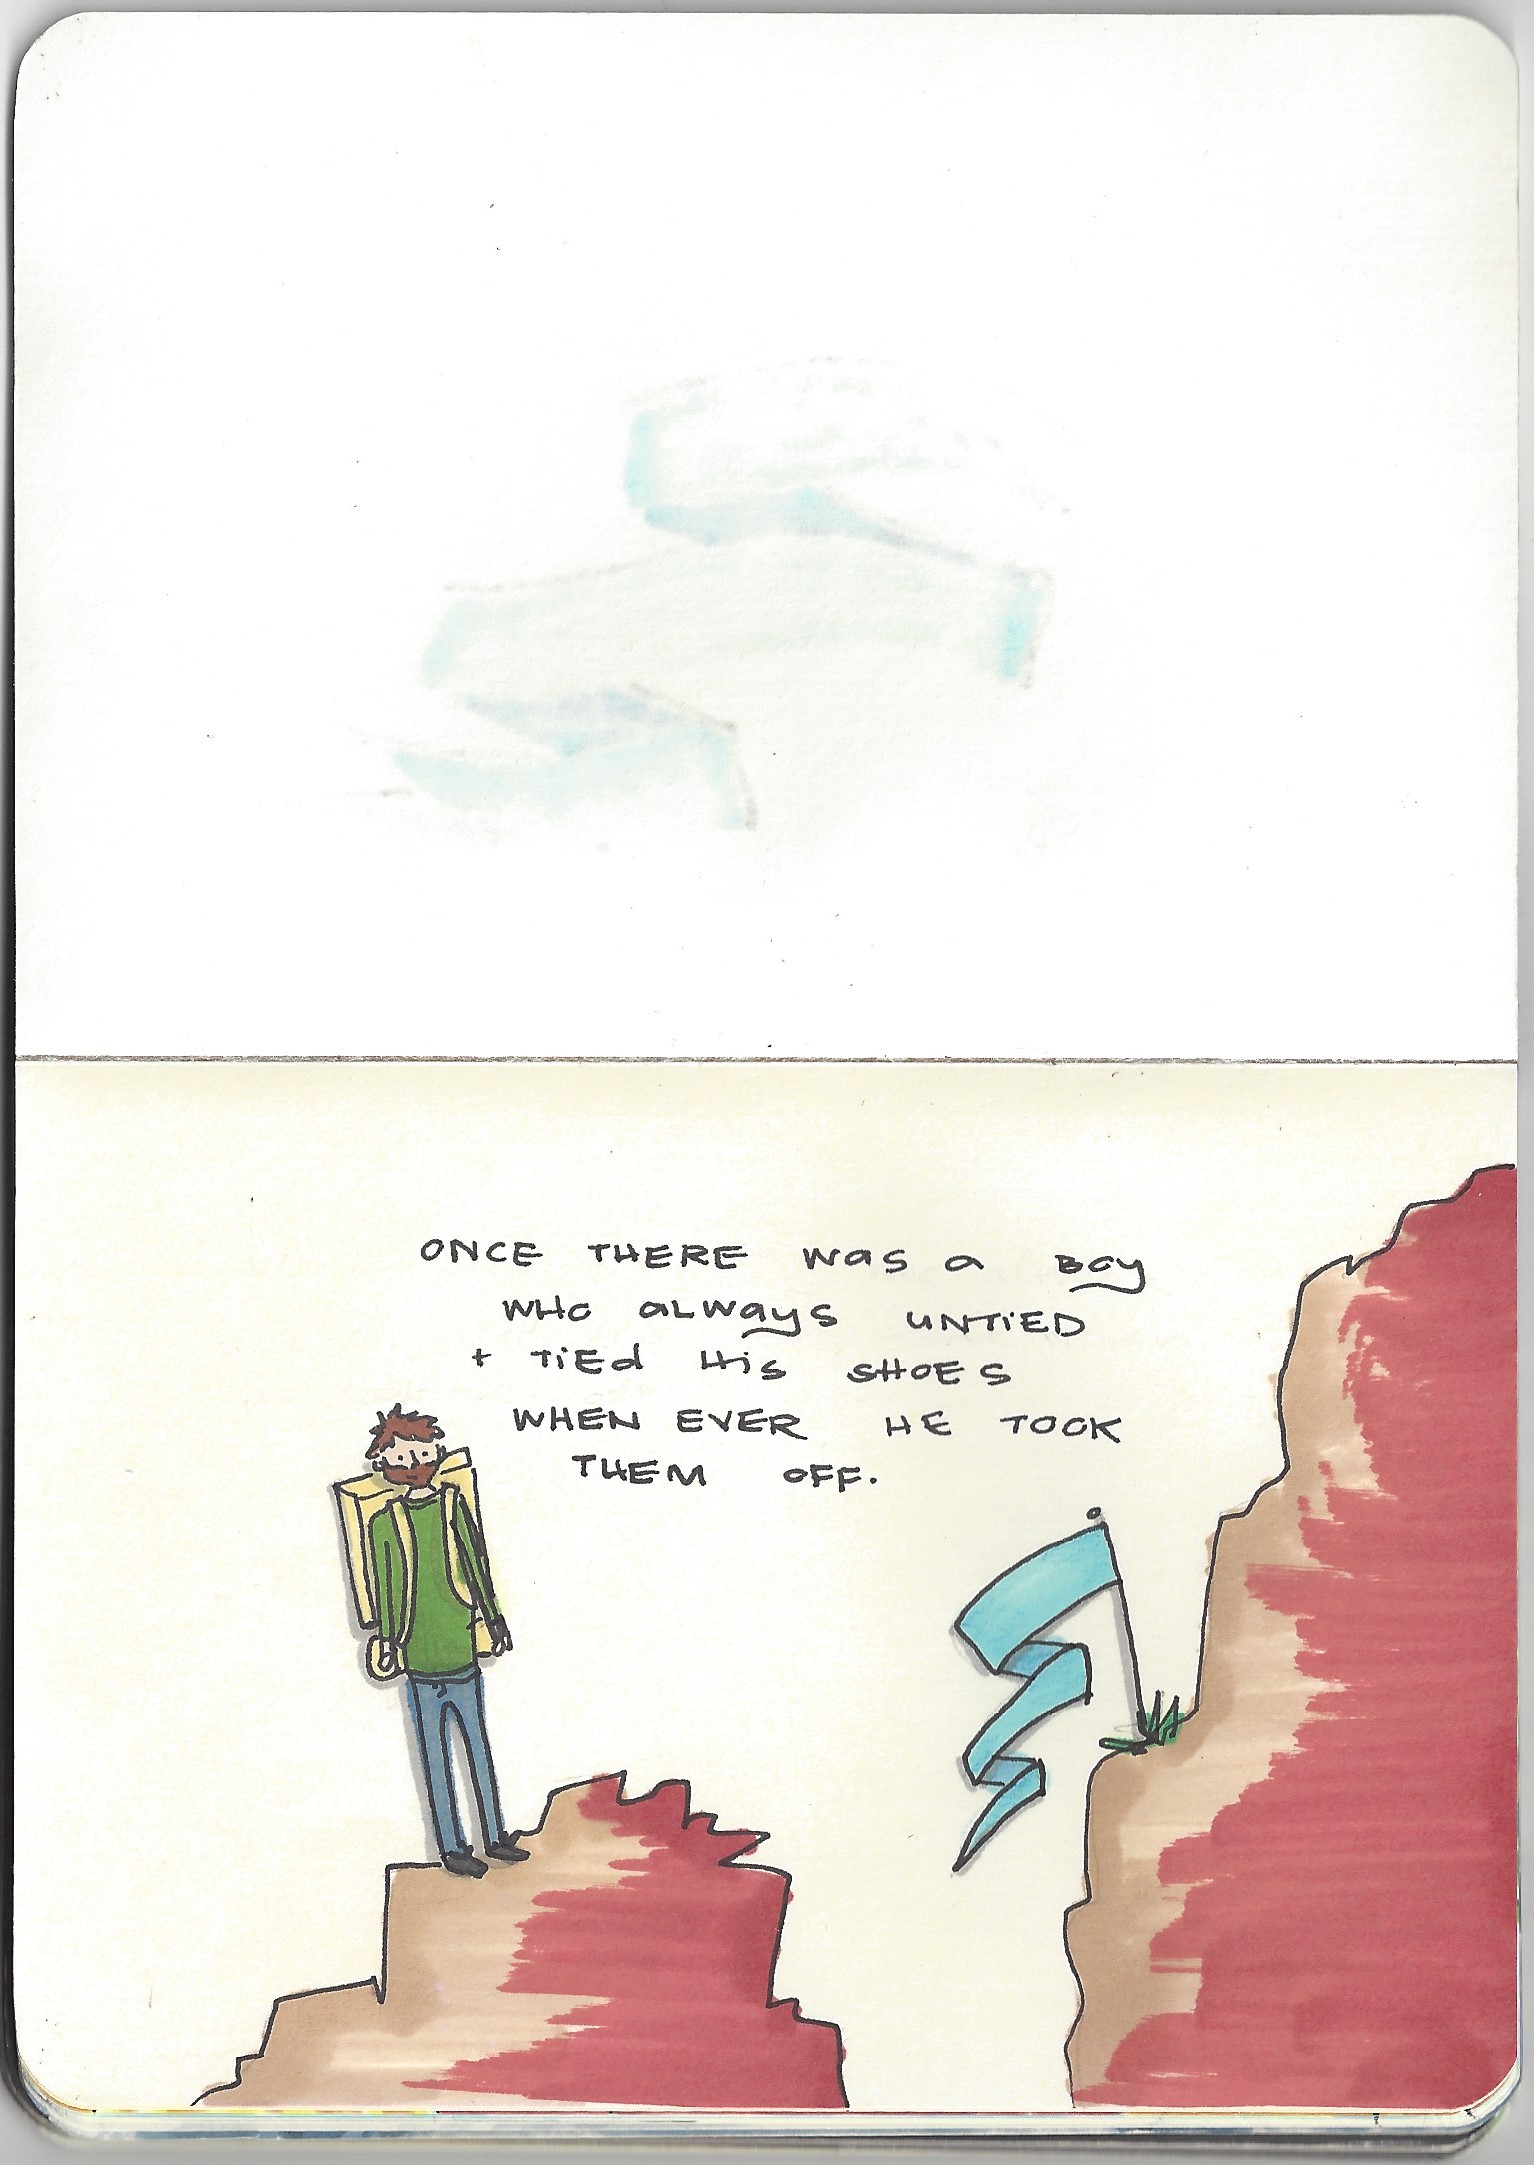 ONCE THERE was a BOy
WHO aLways UNTiED
+ TiEd His SHOES
WHEN EVER HE TOOK
THEM OFF.